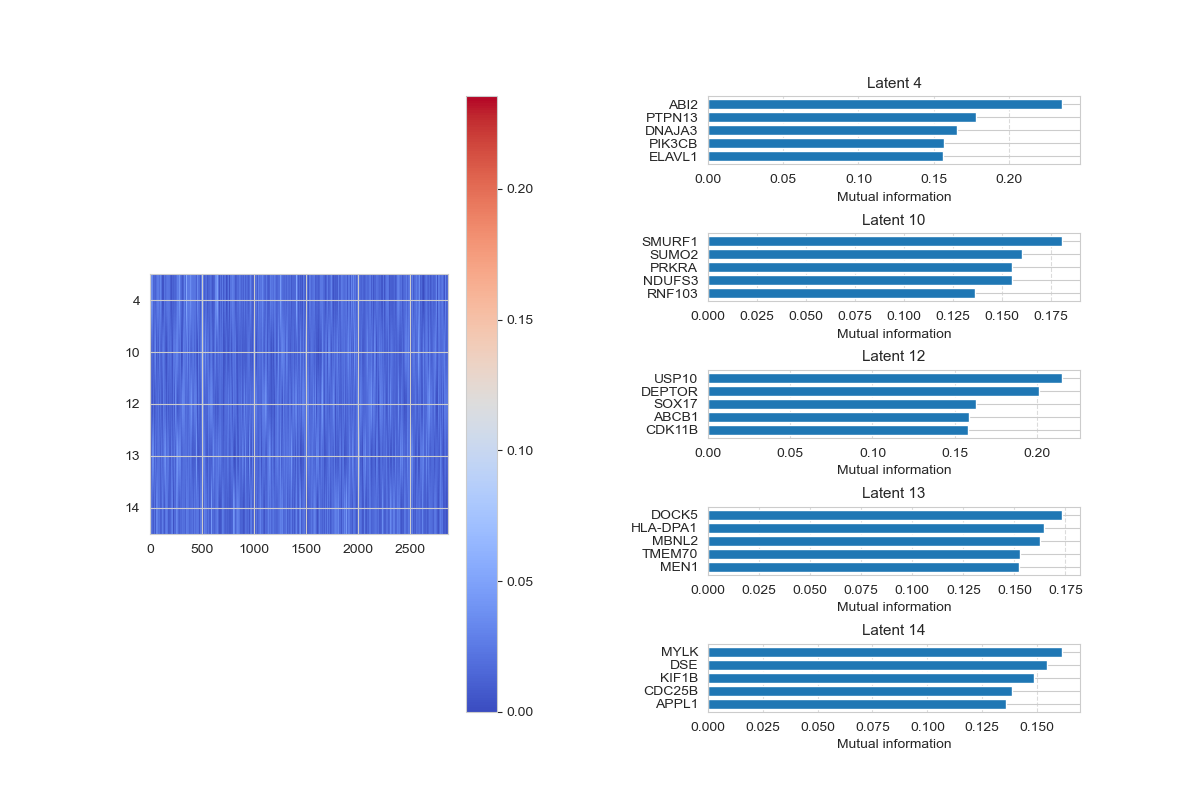 4
10
12
13
14
0 500 1000 1500 2000 2500
0.20
0.15
0.10
0.05
0.00
Latent 4
ABI2
PTPN13
DNAJA3
PIK3CB
ELAVL1
0.00 0.05 0.10 0.15 0.20
Mutual information
Latent 10
SMURF1
SUMO2
PRKRA
NDUFS3
RNF103
0.000 0.025 0.050 0.075 0.100 0.125 0.150 0.175
Mutual information
Latent 12
USP10
DEPTOR
SOX17
ABCB1
CDK11B
0.00 0.05 0.10 0.15 0.20
Mutual information
Latent 13
DOCK5
HLA-DPA1
MBNL2
TMEM70
MEN1
0.000 0.025 0.050 0.075 0.100 0.125 0.150 0.175
Mutual information
Latent 14
MYLK
DSE
KIF1B
CDC25B
APPL1
0.000 0.025 0.050 0.075 0.100 0.125 0.150
Mutual information